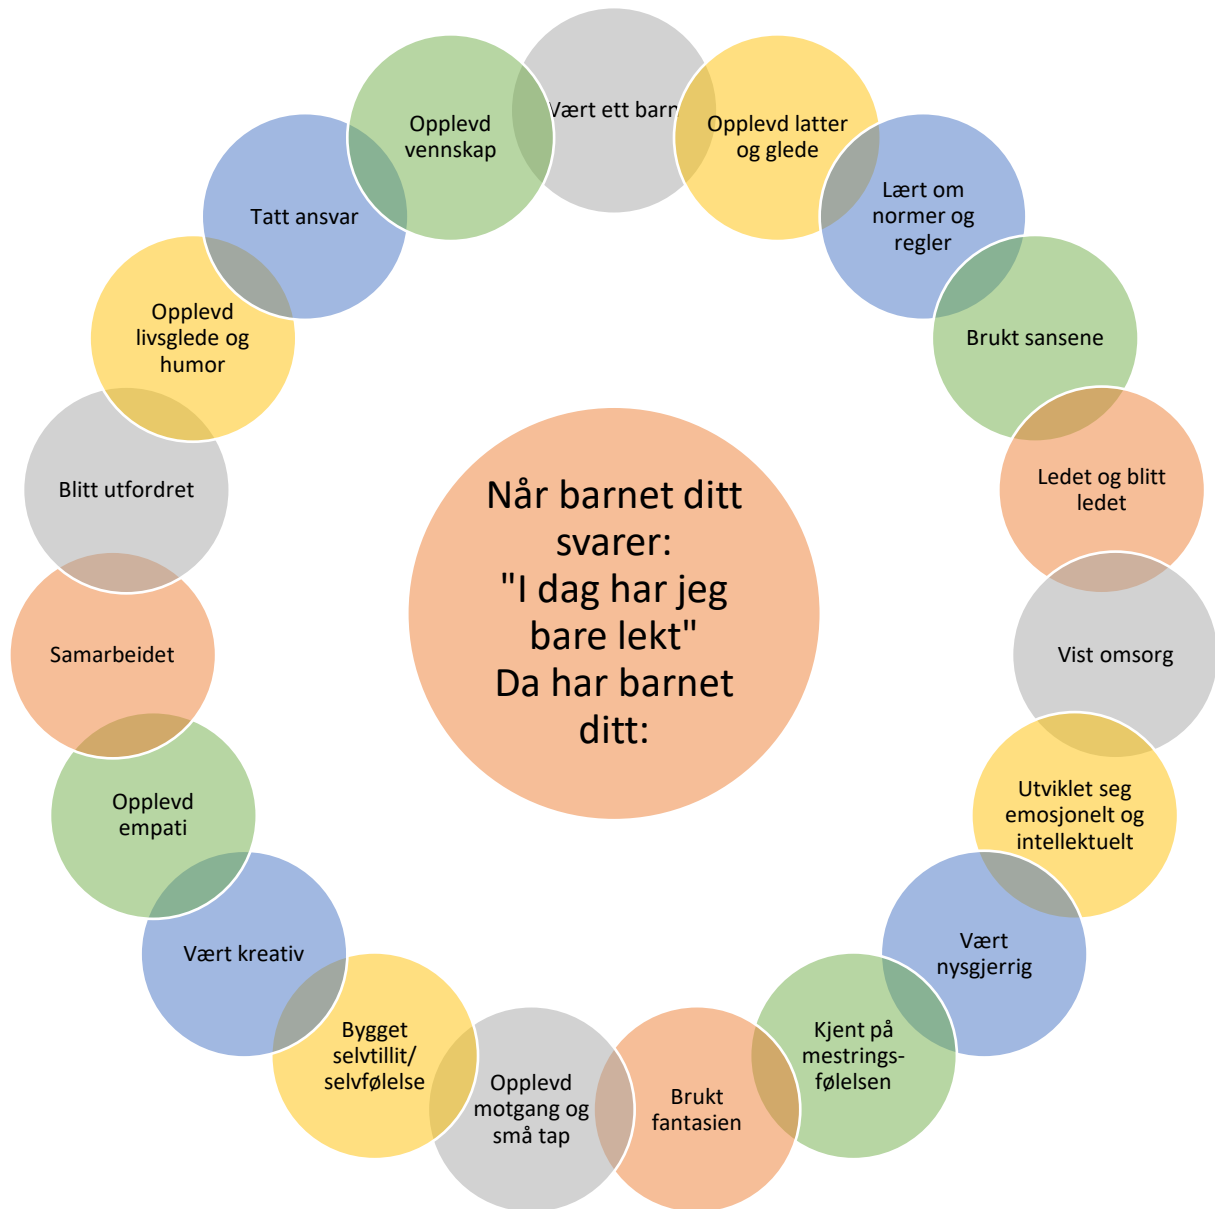 Når barnet ditt
svarer:
"I dag har jeg
bare lekt"
Da har barnet
ditt:
Vært ett barn
Opplevd latter
og glede
Lært om
normer og
regler
Brukt sansene
Ledet og blitt
ledet
Vist omsorg
Utviklet seg
emosjonelt og
intellektuelt
Vært
nysgjerrig
Kjent på
mestrings-
følelsen
Brukt
fantasien
Opplevd
motgang og
små tap
Bygget
selvtillit/
selvfølelse
Vært kreativ
Opplevd
empati
Samarbeidet
Blitt utfordret
Opplevd
livsglede og
humor
Tatt ansvar
Opplevd
vennskap